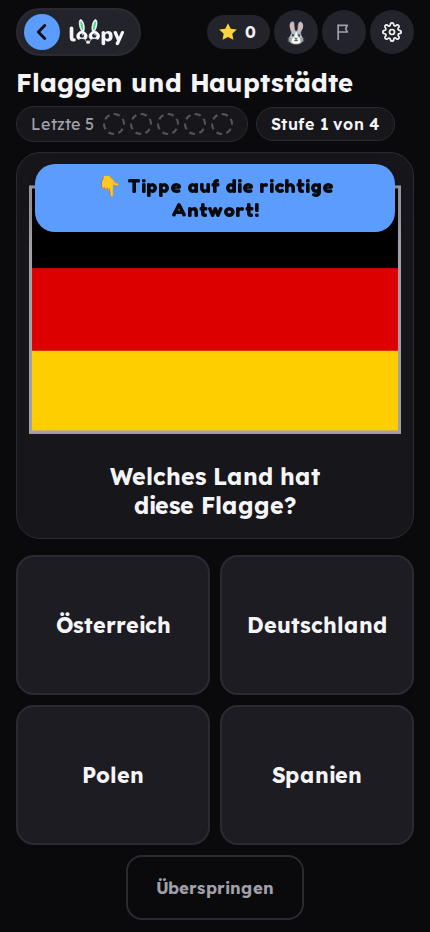 loopy
0
Flaggen und Hauptstädte
Letzte 5
Stufe 1 von 4
👇 Tippe auf die richtige
Antwort!
Welches Land hat
diese Flagge?
Österreich
Deutschland
Polen
Spanien
Überspringen